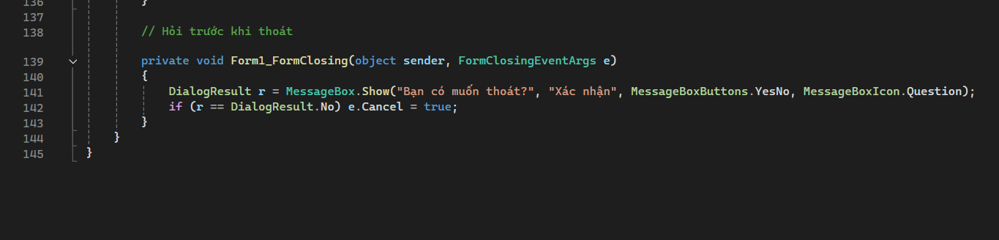 136 }
137
138 // Hỏi trước khi thoát
139 private void Form1_FormClosing(object sender, FormClosingEventArgs e)
140 {
141 DialogResult r = MessageBox.Show("Bạn có muốn thoát?", "Xác nhận", MessageBoxButtons.YesNo, MessageBoxIcon.Question);
142 if (r == DialogResult.No) e.Cancel = true;
143 }
144 }
145 }